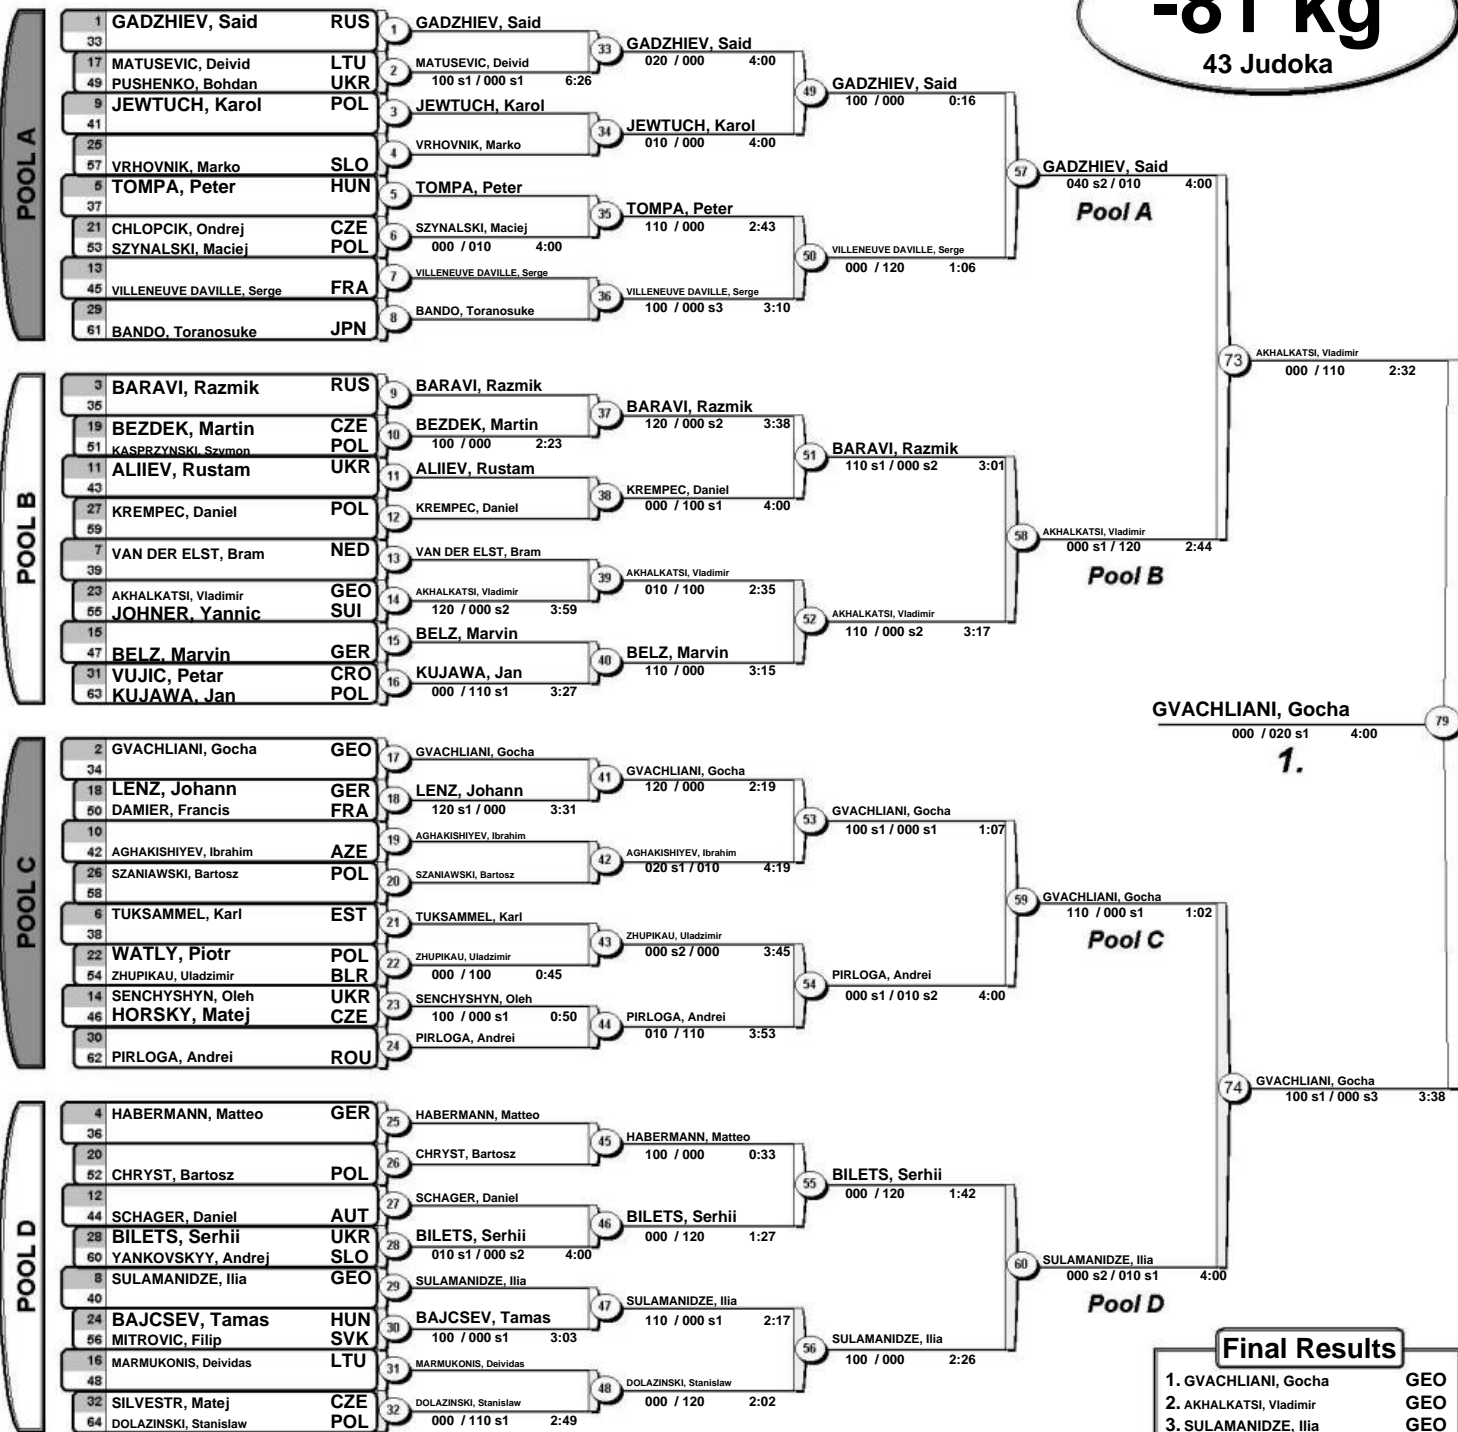 -81 kg
43 Judoka
POOL A
1 GADZHIEV, Said RUS
33
17 MATUSEVIC, Deivid LTU
49 PUSHENKO, Bohdan UKR
9 JEWTUCH, Karol POL
41
25
57 VRHOVNIK, Marko SLO
5 TOMPA, Peter HUN
37
21 CHLOPCIK, Ondrej CZE
53 SZYNALSKI, Maciej POL
13
45 VILLENEUVE DAVILLE, Serge FRA
29
61 BANDO, Toranosuke JPN
1 GADZHIEV, Said
2 MATUSEVIC, Deivid
100 s1 / 000 s1 6:26
3 JEWTUCH, Karol
4 VRHOVNIK, Marko
5 TOMPA, Peter
6 SZYNALSKI, Maciej
000 / 010 4:00
7 VILLENEUVE DAVILLE, Serge
8 BANDO, Toranosuke
33 GADZHIEV, Said
020 / 000 4:00
34 JEWTUCH, Karol
010 / 000 4:00
35 TOMPA, Peter
110 / 000 2:43
36 VILLENEUVE DAVILLE, Serge
100 / 000 s3 3:10
49 GADZHIEV, Said
100 / 000 0:16
50 VILLENEUVE DAVILLE, Serge
000 / 120 1:06
57 GADZHIEV, Said
040 s2 / 010 4:00
Pool A
POOL B
3 BARAVI, Razmik RUS
35
19 BEZDEK, Martin CZE
51 KASPRZYNSKI, Szymon POL
11 ALIIEV, Rustam UKR
43
27 KREMPEC, Daniel POL
59
7 VAN DER ELST, Bram NED
39
23 AKHALKATSI, Vladimir GEO
55 JOHNER, Yannic SUI
15
47 BELZ, Marvin GER
31 VUJIC, Petar CRO
63 KUJAWA, Jan POL
9 BARAVI, Razmik
10 BEZDEK, Martin
100 / 000 2:23
11 ALIIEV, Rustam
12 KREMPEC, Daniel
13 VAN DER ELST, Bram
14 AKHALKATSI, Vladimir
120 / 000 s2 3:59
15 BELZ, Marvin
16 KUJAWA, Jan
000 / 110 s1 3:27
37 BARAVI, Razmik
120 / 000 s2 3:38
38 KREMPEC, Daniel
000 / 100 s1 4:00
39 AKHALKATSI, Vladimir
010 / 100 2:35
40 BELZ, Marvin
110 / 000 3:15
51 BARAVI, Razmik
110 s1 / 000 s2 3:01
52 AKHALKATSI, Vladimir
110 / 000 s2 3:17
58 AKHALKATSI, Vladimir
000 s1 / 120 2:44
Pool B
73 AKHALKATSI, Vladimir
000 / 110 2:32
GVACHLIANI, Gocha 79
000 / 020 s1 4:00
1.
POOL C
2 GVACHLIANI, Gocha GEO
34
18 LENZ, Johann GER
50 DAMIER, Francis FRA
10
42 AGHAKISHIYEV, Ibrahim AZE
26 SZANIAWSKI, Bartosz POL
58
6 TUKSAMMEL, Karl EST
38
22 WATLY, Piotr POL
54 ZHUPIKAU, Uladzimir BLR
14 SENCHYSHYN, Oleh UKR
46 HORSKY, Matej CZE
30
62 PIRLOGA, Andrei ROU
17 GVACHLIANI, Gocha
18 LENZ, Johann
120 s1 / 000 3:31
19 AGHAKISHIYEV, Ibrahim
20 SZANIAWSKI, Bartosz
21 TUKSAMMEL, Karl
22 ZHUPIKAU, Uladzimir
000 / 100 0:45
23 SENCHYSHYN, Oleh
100 / 000 s1 0:50
24 PIRLOGA, Andrei
41 GVACHLIANI, Gocha
120 / 000 2:19
42 AGHAKISHIYEV, Ibrahim
020 s1 / 010 4:19
43 ZHUPIKAU, Uladzimir
000 s2 / 000 3:45
44 PIRLOGA, Andrei
010 / 110 3:53
53 GVACHLIANI, Gocha
100 s1 / 000 s1 1:07
54 PIRLOGA, Andrei
000 s1 / 010 s2 4:00
59 GVACHLIANI, Gocha
110 / 000 s1 1:02
Pool C
74 GVACHLIANI, Gocha
100 s1 / 000 s3 3:38
POOL D
4 HABERMANN, Matteo GER
36
20
52 CHRYST, Bartosz POL
12
44 SCHAGER, Daniel AUT
28 BILETS, Serhii UKR
60 YANKOVSKYY, Andrej SLO
8 SULAMANIDZE, Ilia GEO
40
24 BAJCSEV, Tamas HUN
56 MITROVIC, Filip SVK
16 MARMUKONIS, Deividas LTU
48
32 SILVESTR, Matej CZE
64 DOLAZINSKI, Stanislaw POL
25 HABERMANN, Matteo
26 CHRYST, Bartosz
27 SCHAGER, Daniel
28 BILETS, Serhii
010 s1 / 000 s2 4:00
29 SULAMANIDZE, Ilia
30 BAJCSEV, Tamas
100 / 000 s1 3:03
31 MARMUKONIS, Deividas
32 DOLAZINSKI, Stanislaw
000 / 110 s1 2:49
45 HABERMANN, Matteo
100 / 000 0:33
46 BILETS, Serhii
000 / 120 1:27
47 SULAMANIDZE, Ilia
110 / 000 s1 2:17
48 DOLAZINSKI, Stanislaw
000 / 120 2:02
55 BILETS, Serhii
000 / 120 1:42
56 SULAMANIDZE, Ilia
100 / 000 2:26
60 SULAMANIDZE, Ilia
000 s2 / 010 s1 4:00
Pool D
Final Results
1. GVACHLIANI, Gocha GEO
2. AKHALKATSI, Vladimir GEO
3. SULAMANIDZE, Ilia GEO